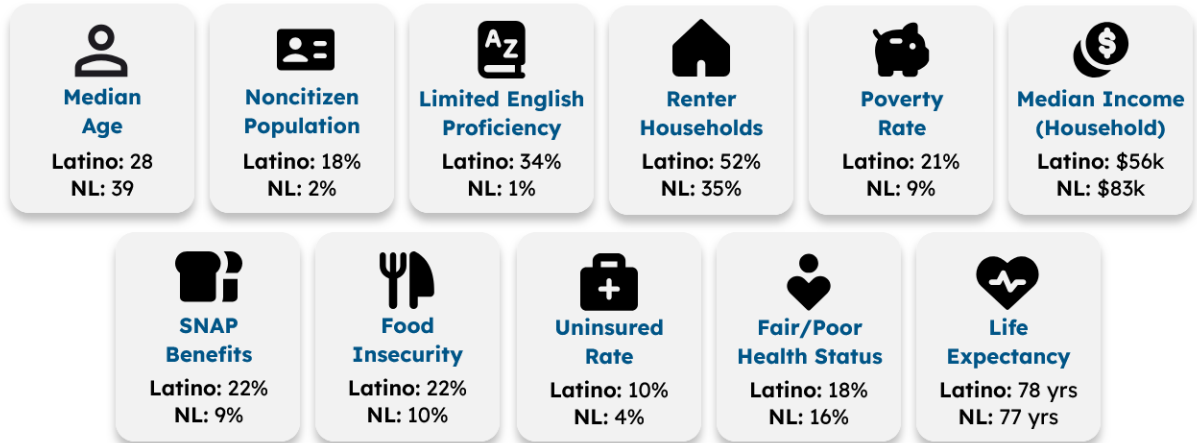 Median
Age
Latino: 28
NL: 39
Noncitizen
Population
Latino: 18%
NL: 2%
AZ
Limited English
Proficiency
Latino: 34%
NL: 1%
Renter
Households
Latino: 52%
NL: 35%
Poverty
Rate
Latino: 21%
NL: 9%
$
Median Income
(Household)
Latino: $56k
NL: $83k
SNAP
Benefits
Latino: 22%
NL: 9%
Food
Insecurity
Latino: 22%
NL: 10%
Uninsured
Rate
Latino: 10%
NL: 4%
Fair/Poor
Health Status
Latino: 18%
NL: 16%
Life
Expectancy
Latino: 78 yrs
NL: 77 yrs